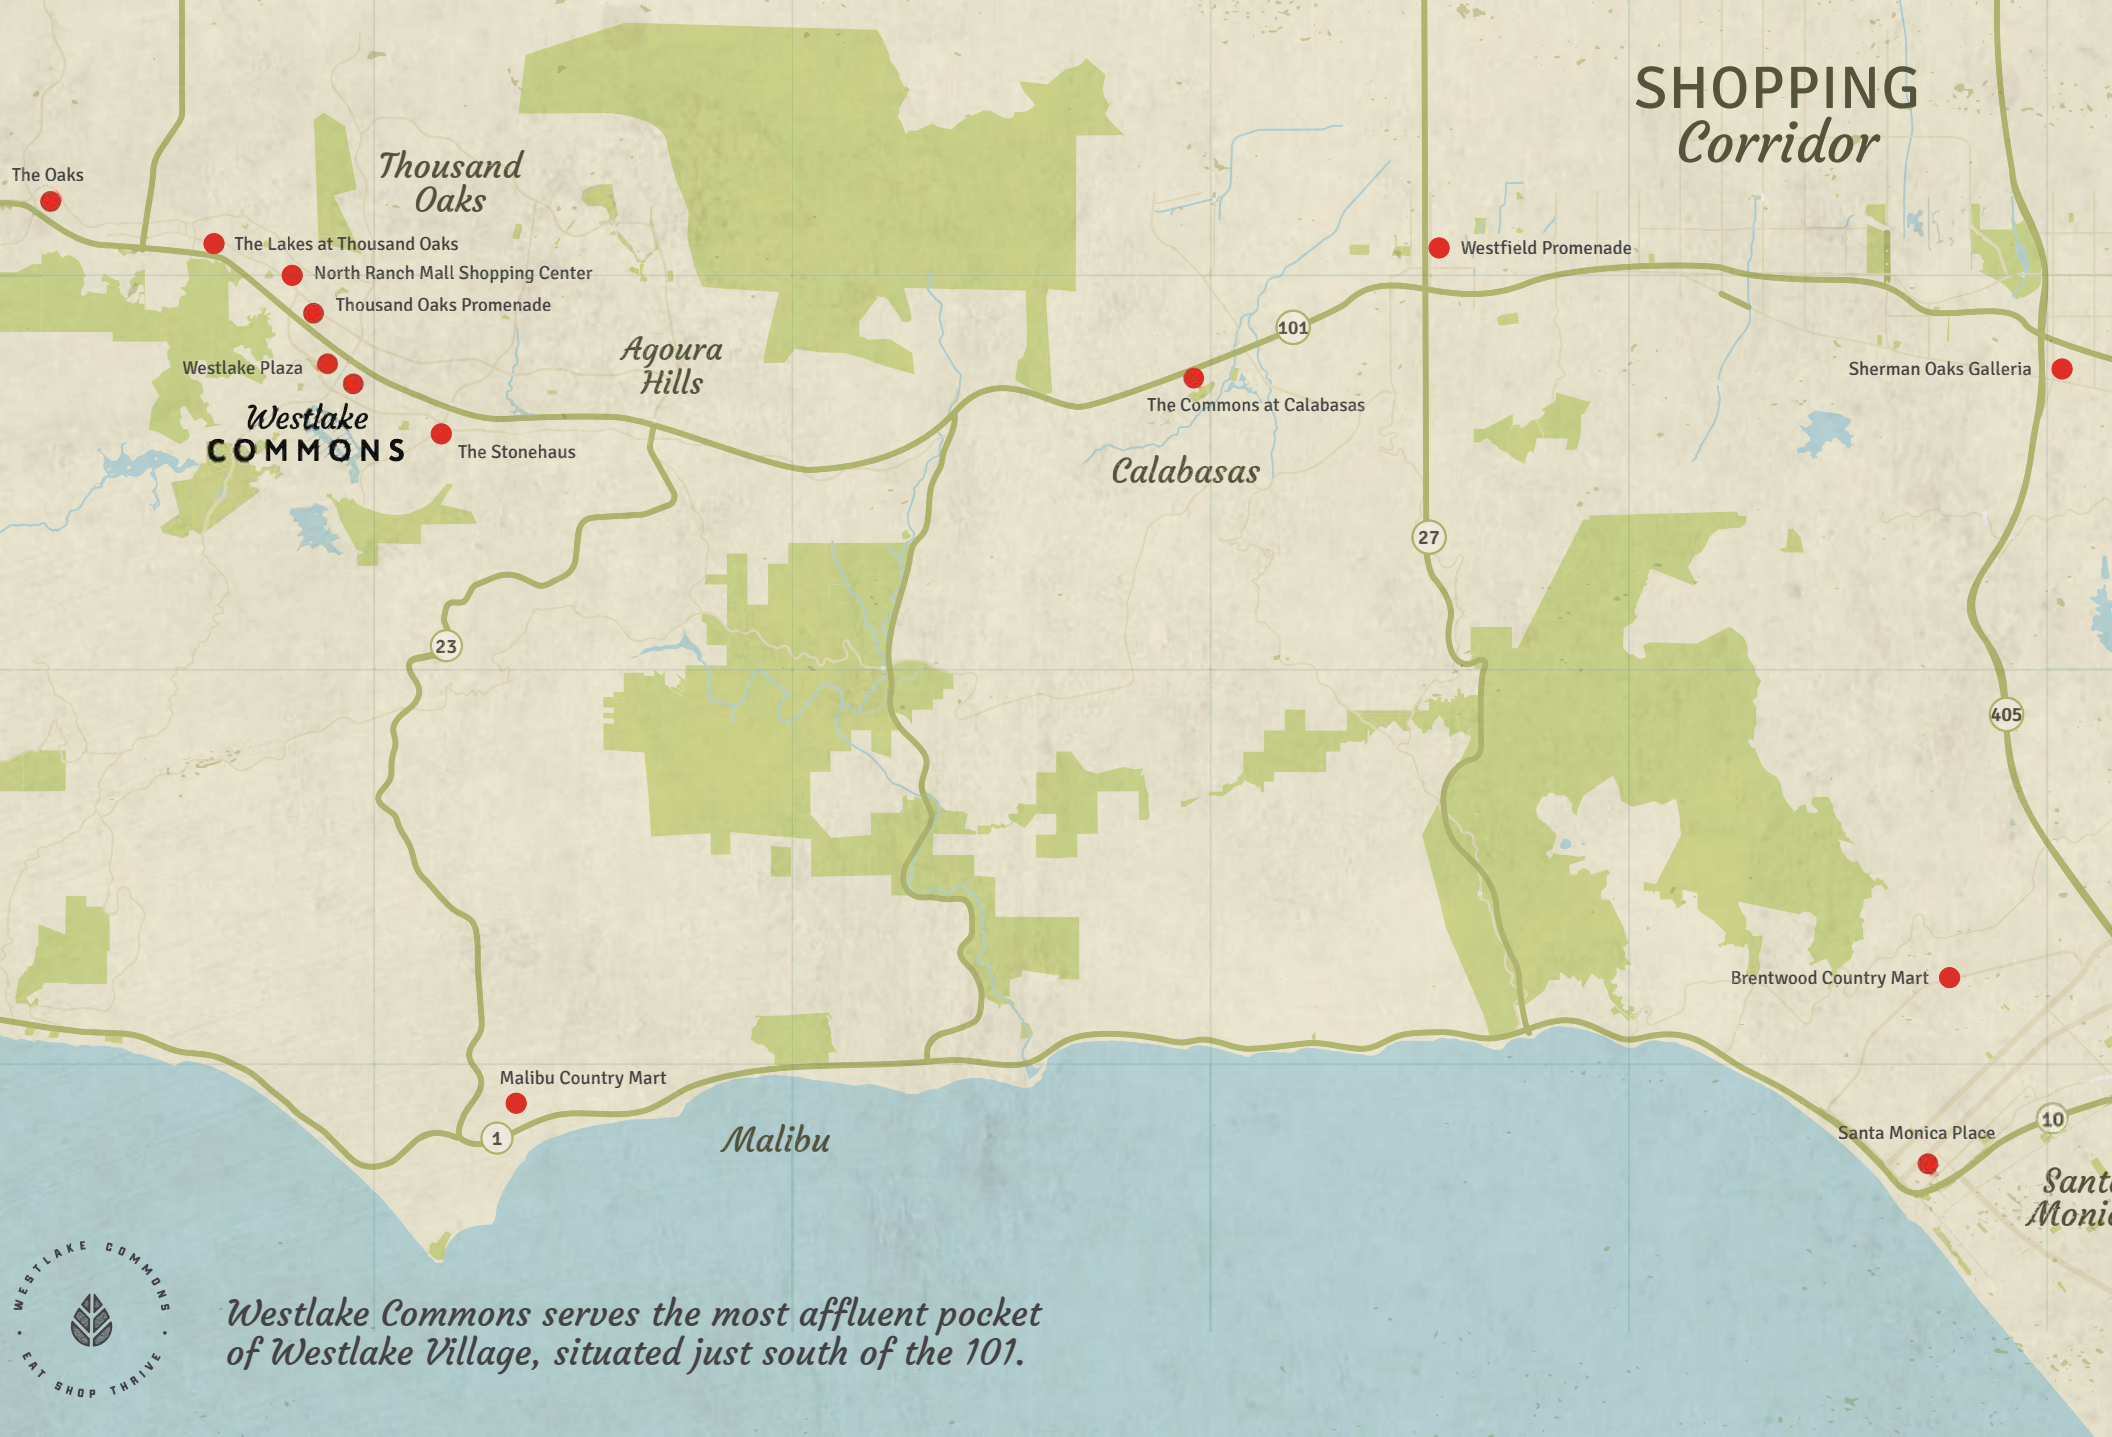 SHOPPING
Corridor
The Oaks
Thousand
Oaks
The Lakes at Thousand Oaks
North Ranch Mall Shopping Center
Thousand Oaks Promenade
Westlake Plaza
Westlake
COMMONS
The Stonehaus
Agoura
Hills
101
Westfield Promenade
The Commons at Calabasas
Calabasas
Sherman Oaks Galleria
27
23
405
Brentwood Country Mart
Malibu Country Mart
1
Malibu
Santa Monica Place
10
Santa
Monic
WESTLAKE COMMONS
• EAT SHOP THRIVE •
Westlake Commons serves the most affluent pocket
of Westlake Village, situated just south of the 101.